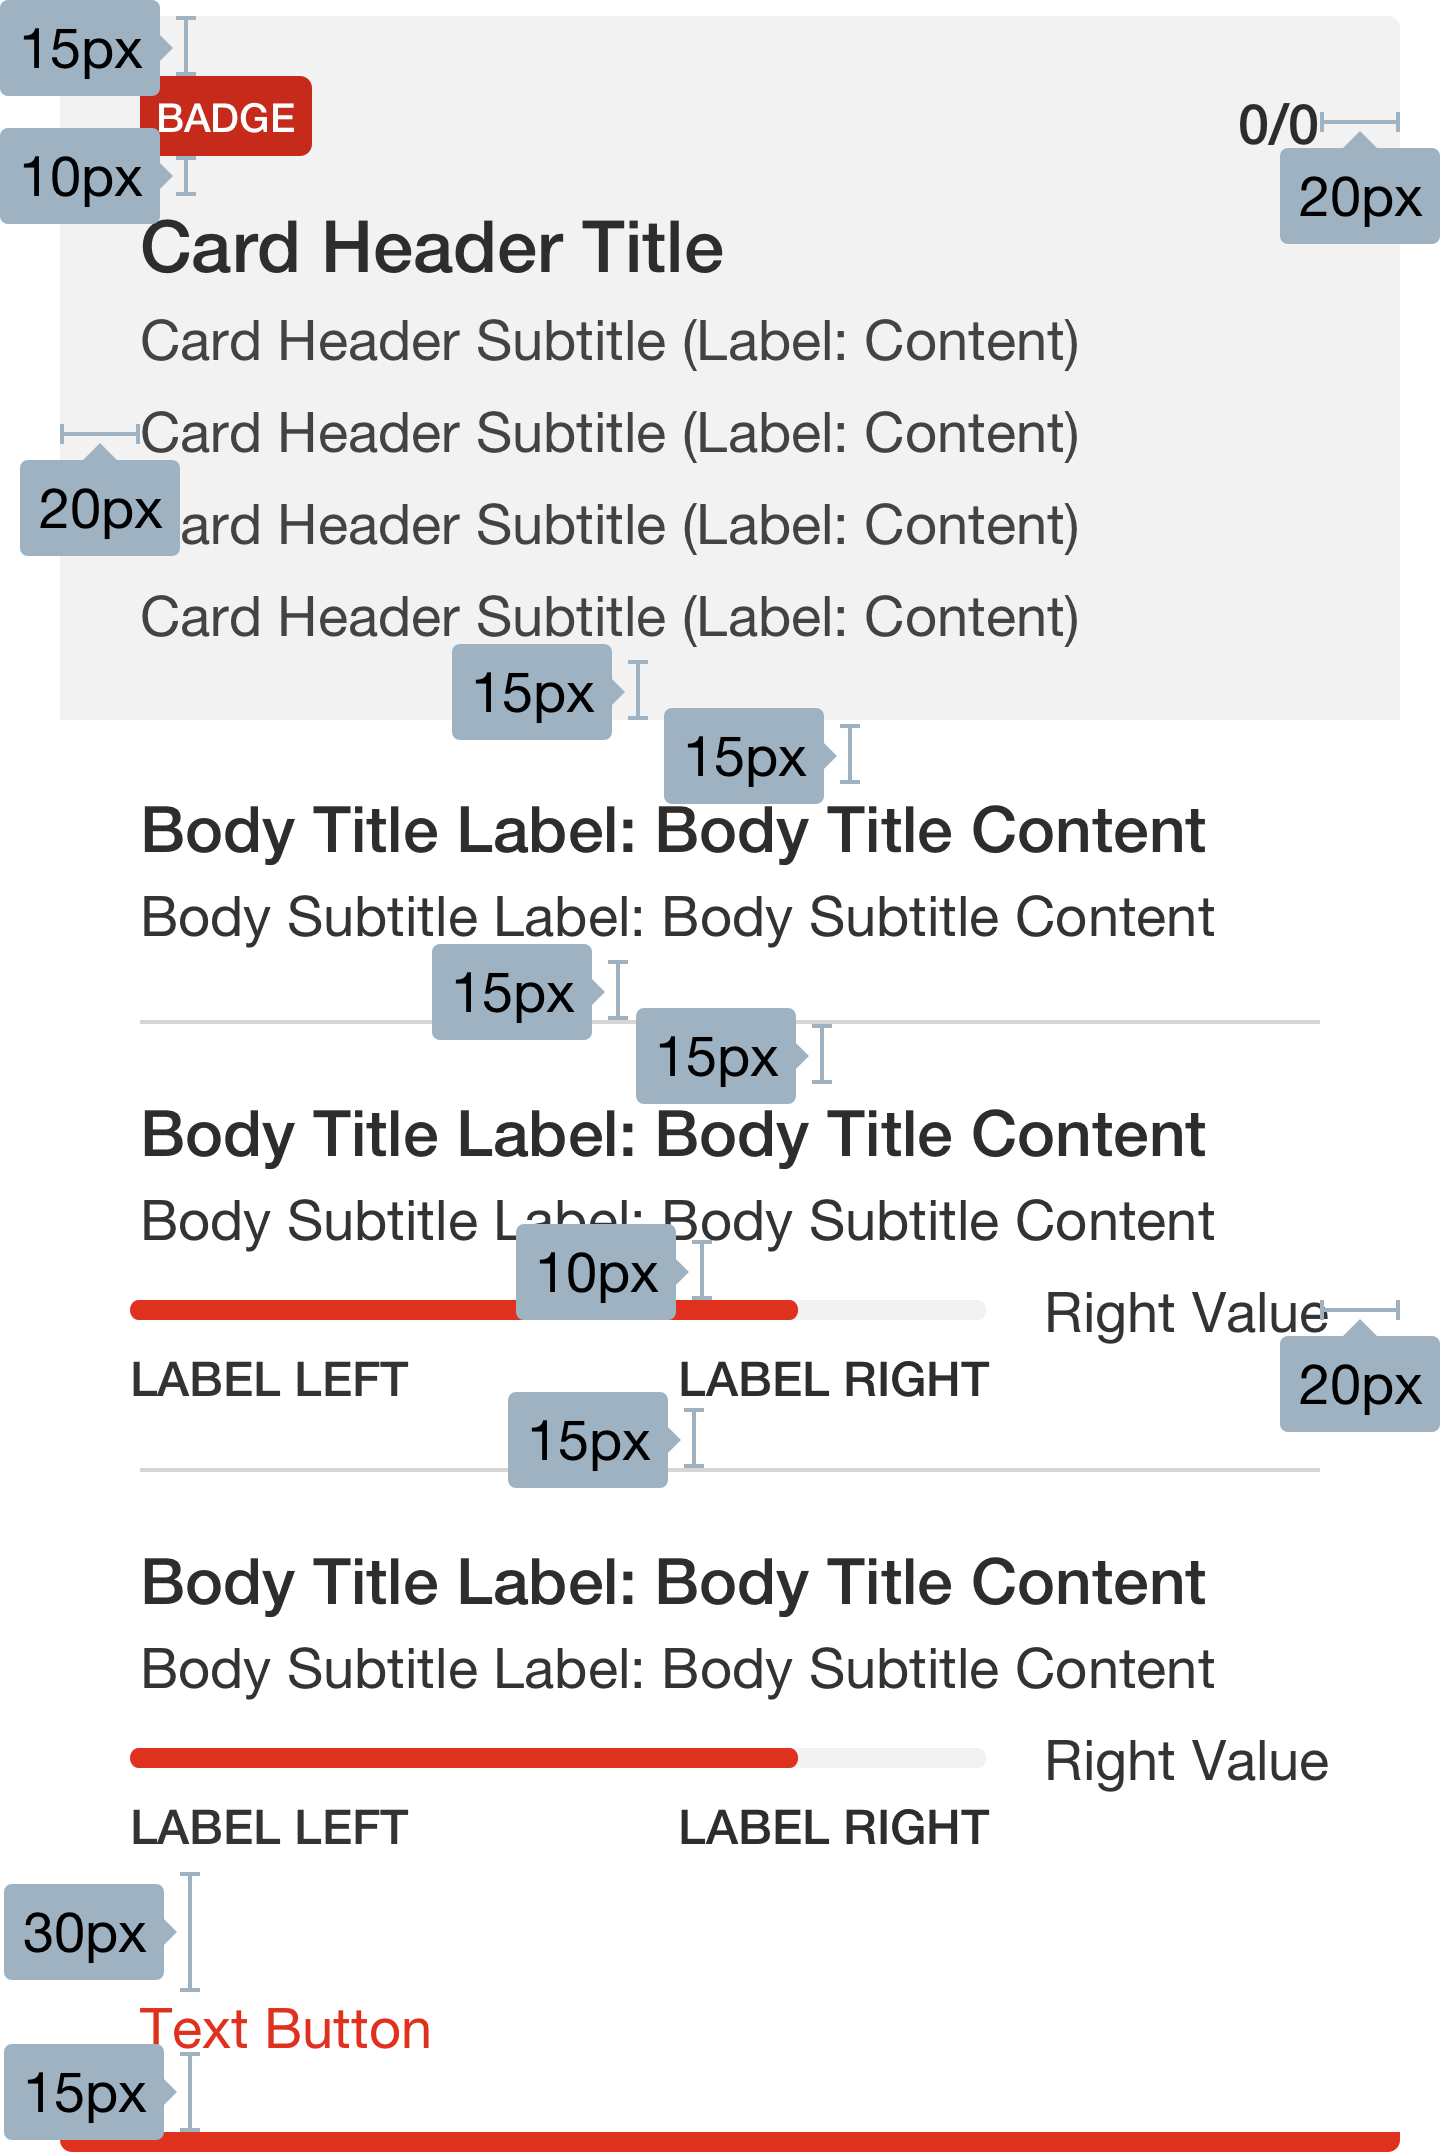 15px
BADGE
0/0
10px
20px
Card Header Title
Card Header Subtitle (Label: Content)
Card Header Subtitle (Label: Content)
20px
ard Header Subtitle (Label: Content)
Card Header Subtitle (Label: Content)
15px
15px
Body Title Label: Body Title Content
Body Subtitle Label: Body Subtitle Content
15px
15px
Body Title Label: Body Title Content
Body Subtitle Label: Body Subtitle Content
10px
Right Value
LABEL LEFT LABEL RIGHT
20px
15px
Body Title Label: Body Title Content
Body Subtitle Label: Body Subtitle Content
Right Value
LABEL LEFT LABEL RIGHT
30px
Text Button
15px